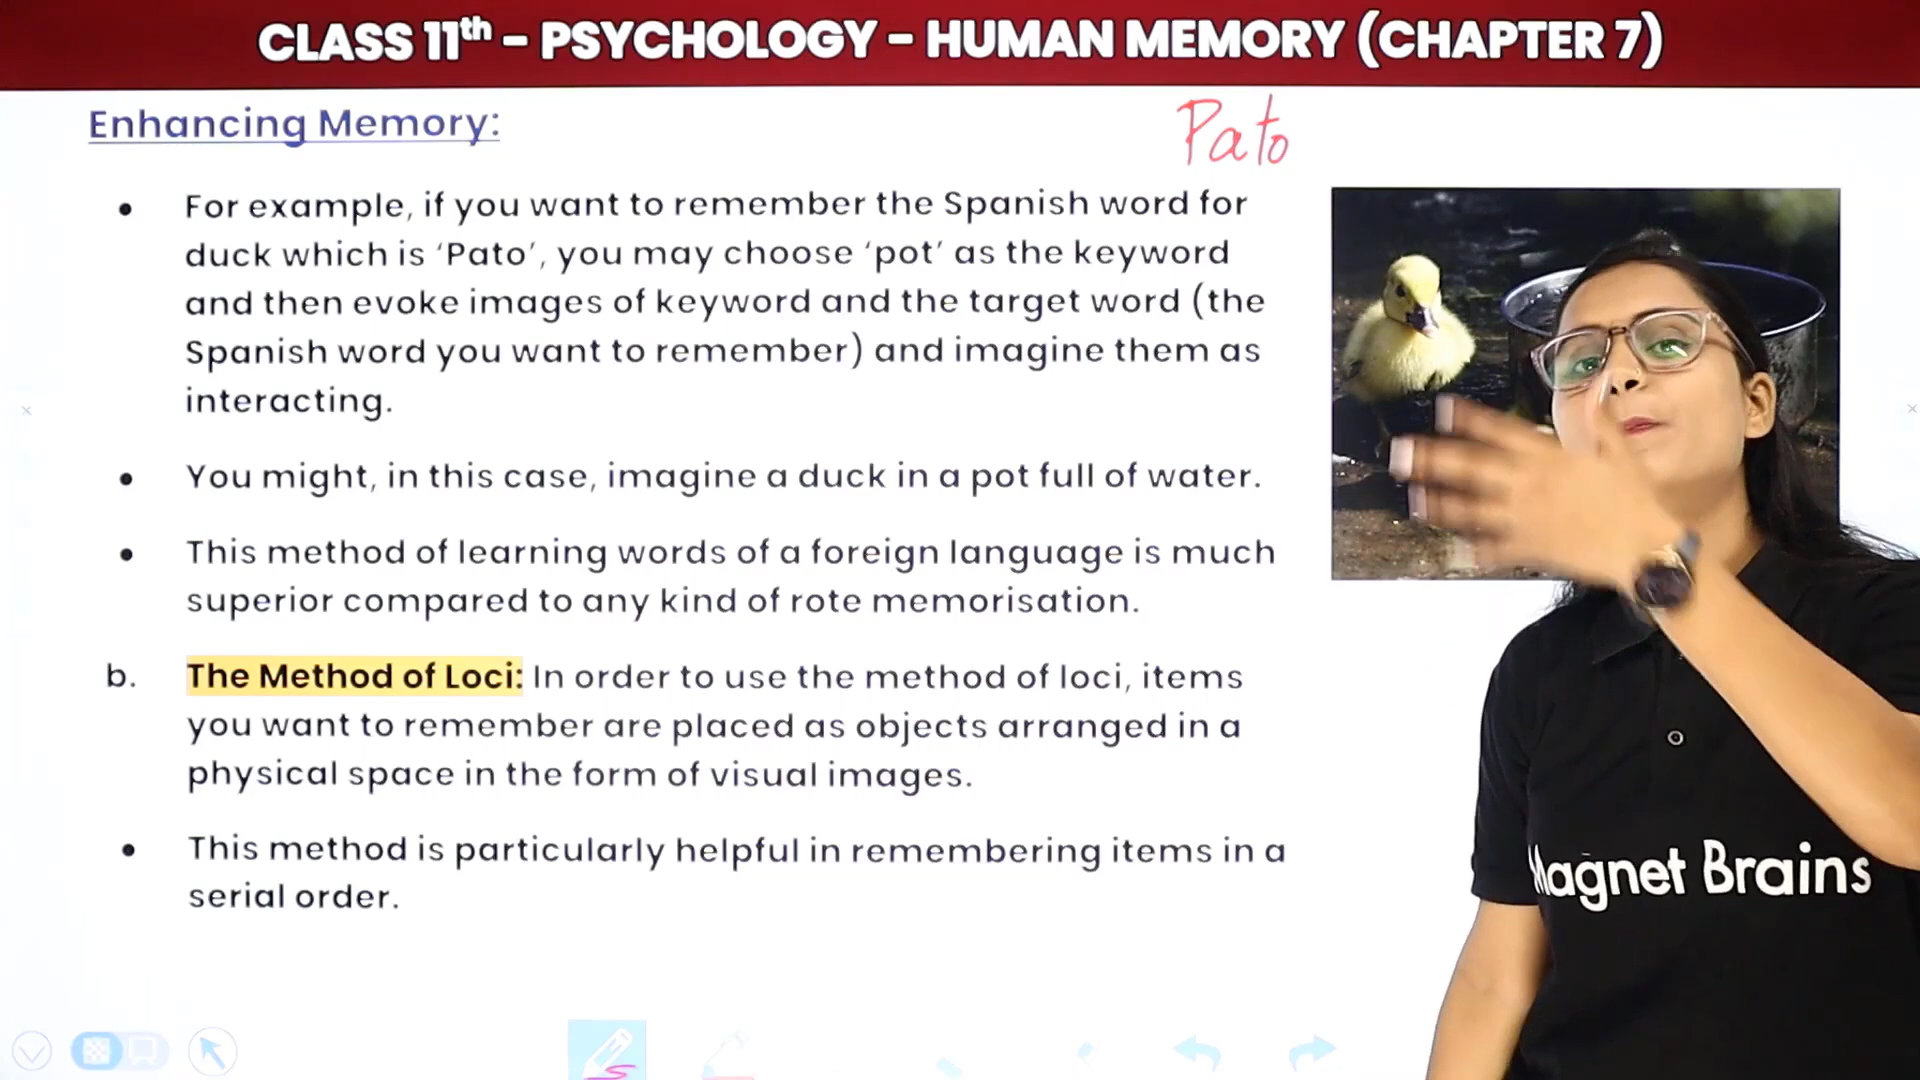 CLASS 11th - PSYCHOLOGY - HUMAN MEMORY (CHAPTER 7)
Enhancing Memory:
Pato
• For example, if you want to remember the Spanish word for
duck which is ‘Pato’, you may choose ‘pot’ as the keyword
and then evoke images of keyword and the target word (the
Spanish word you want to remember) and imagine them as
interacting.
• You might, in this case, imagine a duck in a pot full of water.
• This method of learning words of a foreign language is much
superior compared to any kind of rote memorisation.
b. The Method of Loci: In order to use the method of loci, items
you want to remember are placed as objects arranged in a
physical space in the form of visual images.
• This method is particularly helpful in remembering items in a
serial order.
Magnet Brains